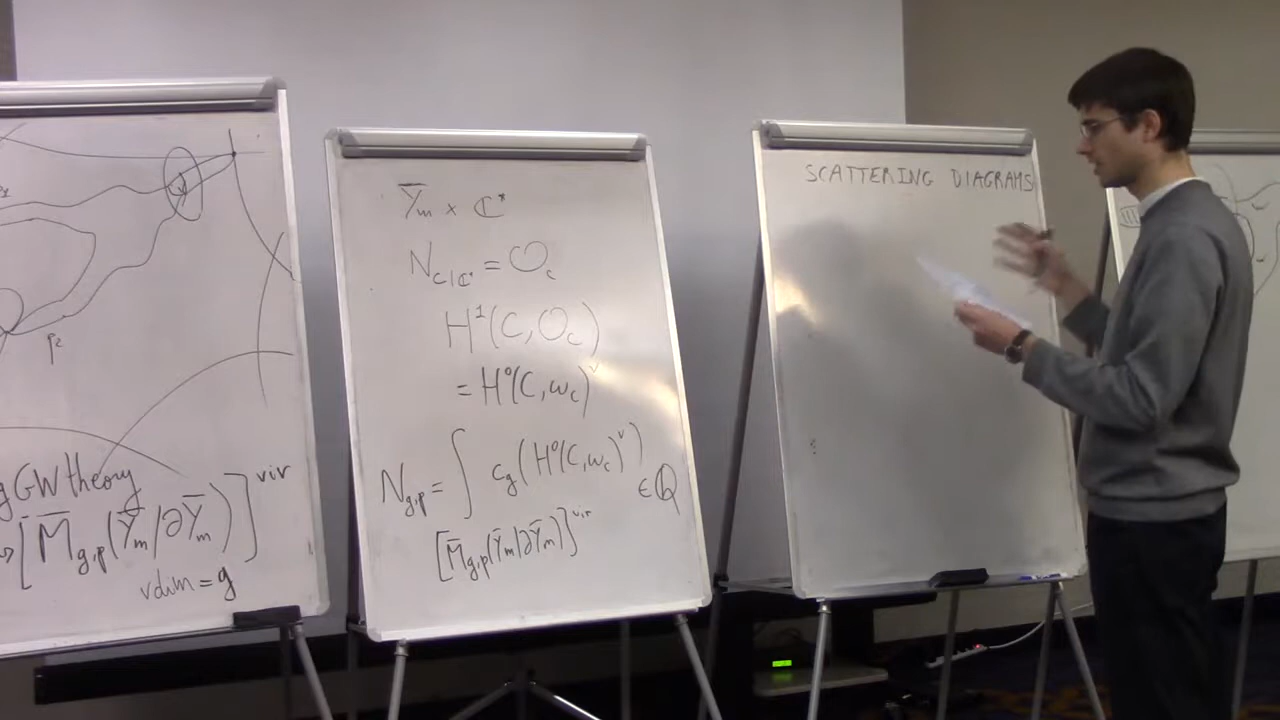 p₂
g GW theory
[M̄_{g,p}(Ȳ_m|∂Ȳ_m)]^{vir}
vdim = g
Ȳ_m × ℂ*
N_{C|ℂ*} = 𝒪_C
H¹(C, 𝒪_C)
= H⁰(C, ω_C)^∨
N_{g,p} = ∫ c_g(H⁰(C, ω_C)^∨) ∈ ℚ
[M̄_{g,p}(Ȳ_m|∂Ȳ_m)]^{vir}
SCATTERING DIAGRAMS